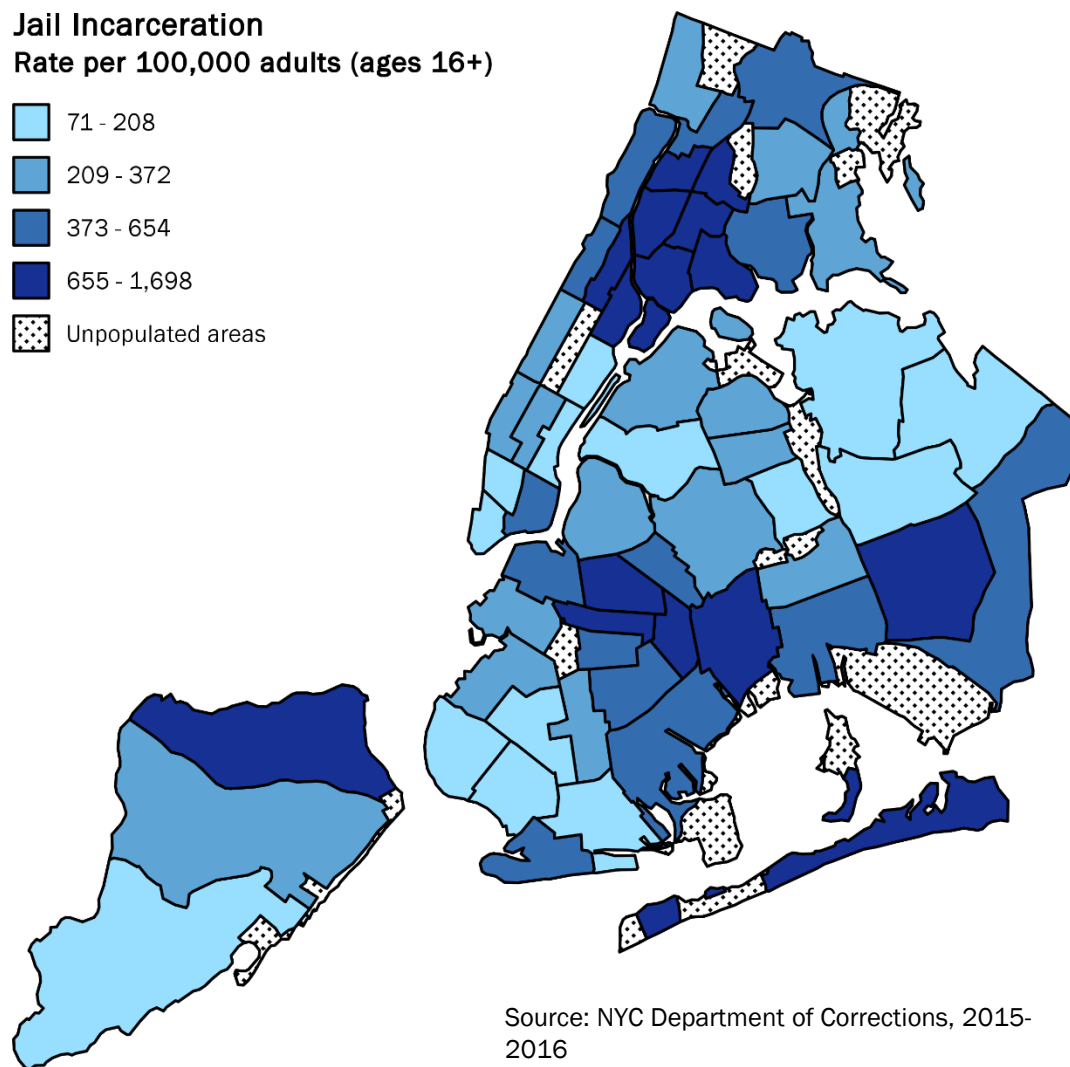 Jail Incarceration
Rate per 100,000 adults (ages 16+)
71 - 208
209 - 372
373 - 654
655 - 1,698
Unpopulated areas
Source: NYC Department of Corrections, 2015-
2016